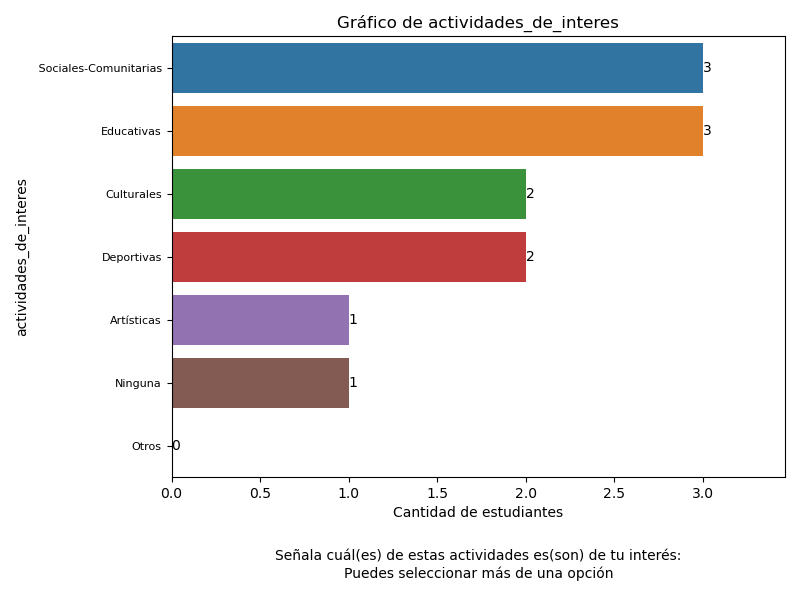 Gráfico de actividades_de_interes
Sociales-Comunitarias
3
Educativas
3
Culturales
2
Deportivas
2
Artísticas
1
Ninguna
1
Otros
0
actividades_de_interes
0.0 0.5 1.0 1.5 2.0 2.5 3.0
Cantidad de estudiantes
Señala cuál(es) de estas actividades es(son) de tu interés:
Puedes seleccionar más de una opción